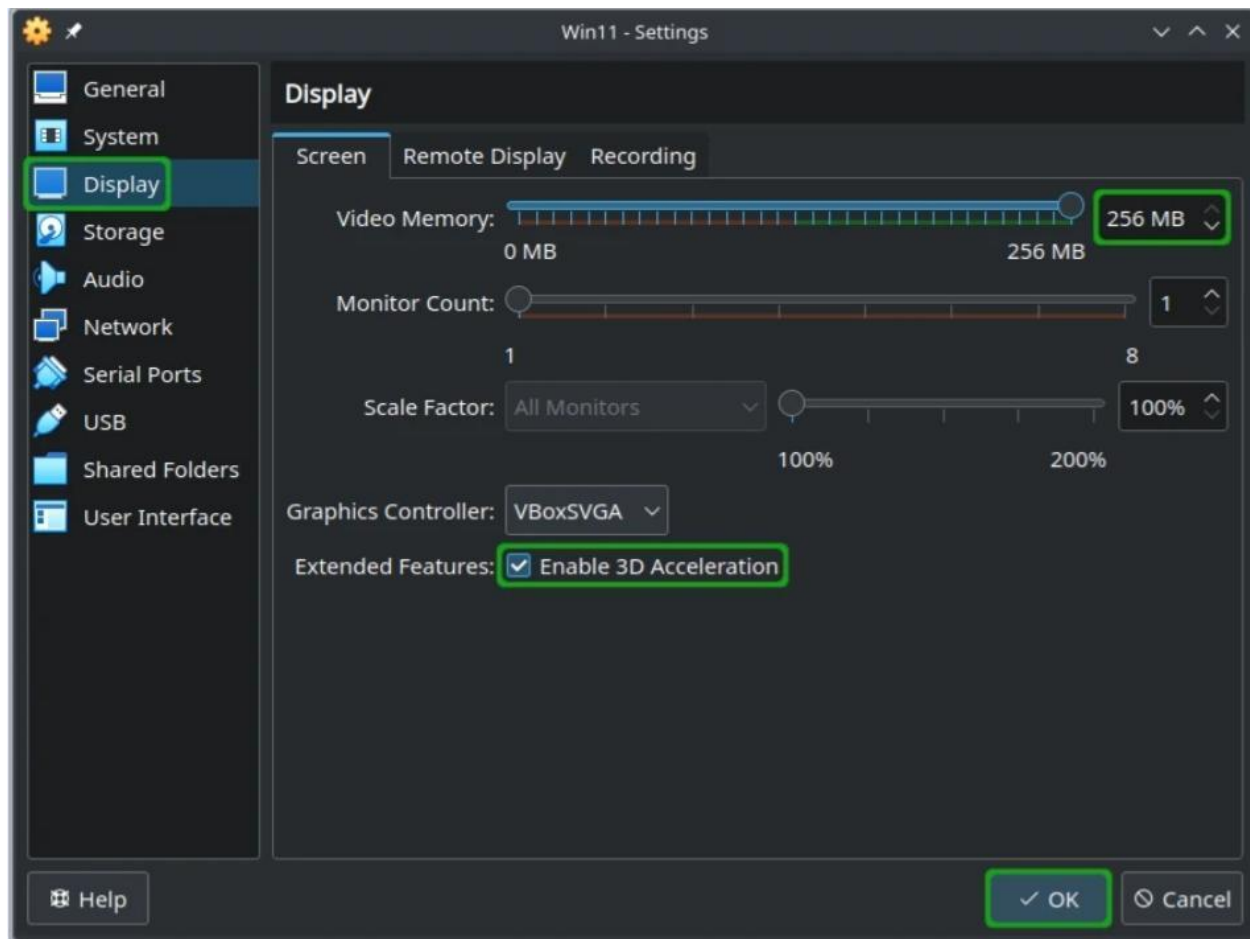 Win11 - Settings
General
System
Display
Storage
Audio
Network
Serial Ports
USB
Shared Folders
User Interface
Display
Screen Remote Display Recording
Video Memory: 256 MB
0 MB 256 MB
Monitor Count: 1
1 8
Scale Factor: All Monitors 100%
100% 200%
Graphics Controller: VBoxSVGA
Extended Features: Enable 3D Acceleration
Help OK Cancel